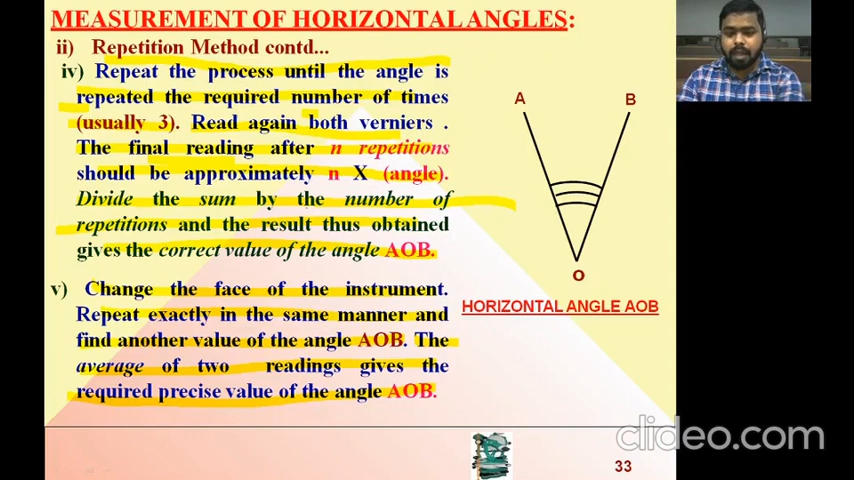 MEASUREMENT OF HORIZONTAL ANGLES:
ii) Repetition Method contd...
iv) Repeat the process until the angle is
repeated the required number of times
(usually 3). Read again both verniers .
The final reading after n repetitions
should be approximately n X (angle).
Divide the sum by the number of
repetitions and the result thus obtained
gives the correct value of the angle AOB.
v) Change the face of the instrument.
Repeat exactly in the same manner and
find another value of the angle AOB. The
average of two readings gives the
required precise value of the angle AOB.
A B
O
HORIZONTAL ANGLE AOB
clideo.com
33